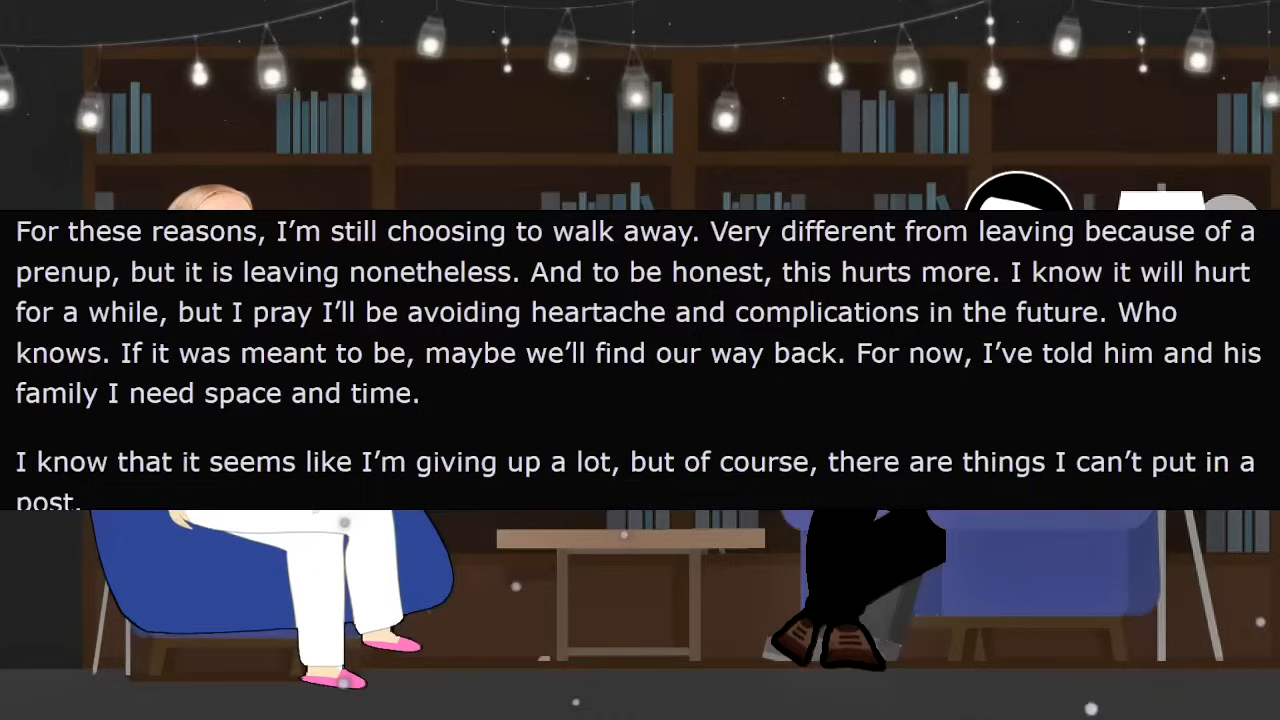 For these reasons, I’m still choosing to walk away. Very different from leaving because of a
prenup, but it is leaving nonetheless. And to be honest, this hurts more. I know it will hurt
for a while, but I pray I’ll be avoiding heartache and complications in the future. Who
knows. If it was meant to be, maybe we’ll find our way back. For now, I’ve told him and his
family I need space and time.
I know that it seems like I’m giving up a lot, but of course, there are things I can’t put in a
post.